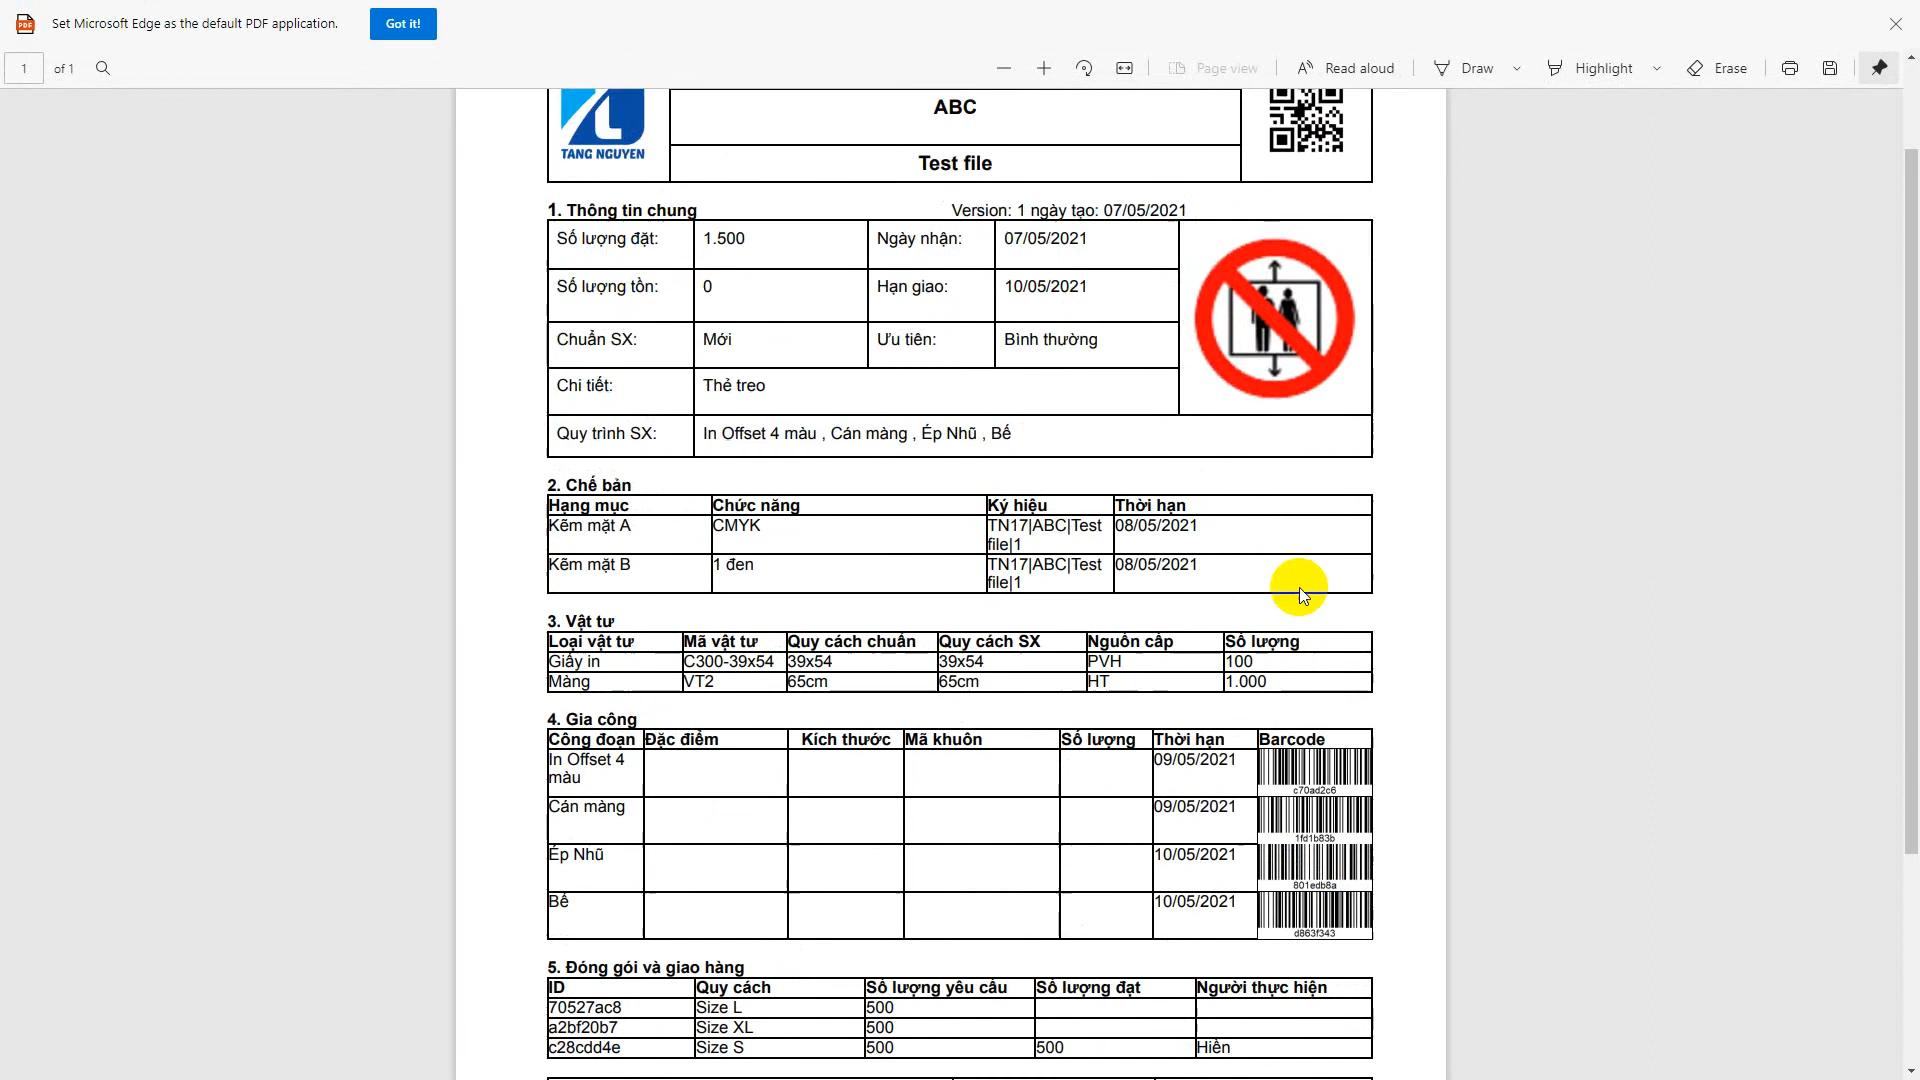 Set Microsoft Edge as the default PDF application. Got it!
1 of 1 Page view Read aloud Draw Highlight Erase
TANG NGUYEN
ABC
Test file
1. Thông tin chung Version: 1 ngày tạo: 07/05/2021
Số lượng đặt: 1.500 Ngày nhận: 07/05/2021
Số lượng tồn: 0 Hạn giao: 10/05/2021
Chuẩn SX: Mới Ưu tiên: Bình thường
Chi tiết: Thẻ treo
Quy trình SX: In Offset 4 màu , Cán màng , Ép Nhũ , Bế
2. Chế bản
Hạng mục Chức năng Ký hiệu Thời hạn
Kẽm mặt A CMYK TN17|ABC|Test 08/05/2021
file|1
Kẽm mặt B 1 đen TN17|ABC|Test 08/05/2021
file|1
3. Vật tư
Loại vật tư Mã vật tư Quy cách chuẩn Quy cách SX Nguồn cấp Số lượng
Giấy in C300-39x54 39x54 39x54 PVH 100
Màng VT2 65cm 65cm HT 1.000
4. Gia công
Công đoạn Đặc điểm Kích thước Mã khuôn Số lượng Thời hạn Barcode
In Offset 4 09/05/2021
màu
c70ad2c6
Cán màng 09/05/2021
1fd1b83b
Ép Nhũ 10/05/2021
801edb8a
Bế 10/05/2021
d863f343
5. Đóng gói và giao hàng
ID Quy cách Số lượng yêu cầu Số lượng đạt Người thực hiện
70527ac8 Size L 500
a2bf20b7 Size XL 500
c28cdd4e Size S 500 500 Hiền